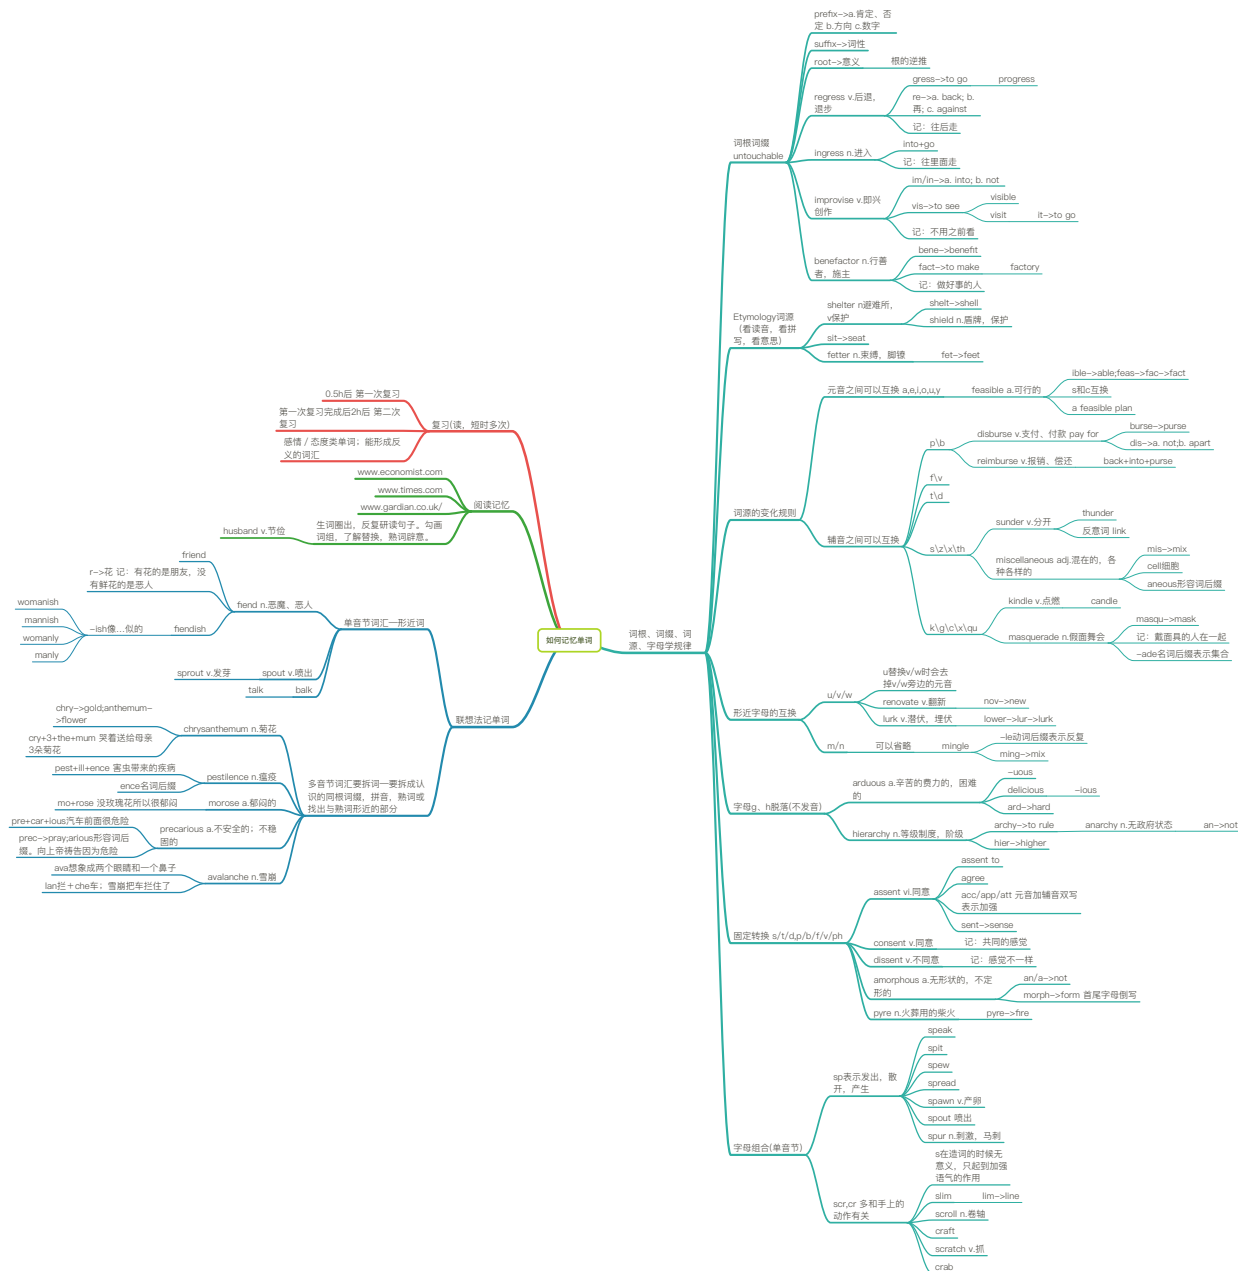 如何记忆单词
复习(读，短时多次)
0.5h后 第一次复习
第一次复习完成后2h后 第二次
复习
感情 / 态度类单词；能形成反
义的词汇
阅读记忆
www.economist.com
www.times.com
www.gardian.co.uk/
生词圈出，反复研读句子。勾画
词组，了解替换，熟词辟意。
husband v.节俭
联想法记单词
单音节词汇—形近词
fiend n.恶魔、恶人
friend
r->花 记：有花的是朋友，没
有鲜花的是恶人
fiendish
-ish像...似的
womanish
mannish
womanly
manly
spout v.喷出
sprout v.发芽
balk
talk
多音节词汇要拆词—要拆成认
识的同根词缀，拼音，熟词或
找出与熟词形近的部分
chrysanthemum n.菊花
chry->gold;anthemum-
>flower
cry+3+the+mum 哭着送给母亲
3朵菊花
pestilence n.瘟疫
pest+ill+ence 害虫带来的疾病
ence名词后缀
morose a.郁闷的
mo+rose 没玫瑰花所以很郁闷
precarious a.不安全的；不稳
固的
pre+car+ious汽车前面很危险
prec->pray;arious形容词后
缀。向上帝祷告因为危险
avalanche n.雪崩
ava想象成两个眼睛和一个鼻子
lan拦＋che车；雪崩把车拦住了
词根、词缀、词
源、字母学规律
词根词缀
untouchable
prefix->a.肯定、否
定 b.方向 c.数字
suffix->词性
root->意义
根的逆推
regress v.后退，
退步
gress->to go
progress
re->a. back; b.
再; c. against
记：往后走
ingress n.进入
into+go
记：往里面走
improvise v.即兴
创作
im/in->a. into; b. not
vis->to see
visible
visit
it->to go
记：不用之前看
benefactor n.行善
者，施主
bene->benefit
fact->to make
factory
记：做好事的人
Etymology词源
（看读音，看拼
写，看意思）
shelter n避难所，
v保护
shelt->shell
shield n.盾牌，保护
sit->seat
fetter n.束缚，脚镣
fet->feet
词源的变化规则
元音之间可以互换 a,e,i,o,u,y
feasible a.可行的
ible->able;feas->fac->fact
s和c互换
a feasible plan
辅音之间可以互换
p\b
disburse v.支付、付款 pay for
burse->purse
dis->a. not;b. apart
reimburse v.报销、偿还
back+into+purse
f\v
t\d
s\z\x\th
sunder v.分开
thunder
反意词 link
miscellaneous adj.混在的，各
种各样的
mis->mix
cell细胞
aneous形容词后缀
k\g\c\x\qu
kindle v.点燃
candle
masquerade n.假面舞会
masqu->mask
记：戴面具的人在一起
-ade名词后缀表示集合
形近字母的互换
u/v/w
u替换v/w时会去
掉v/w旁边的元音
renovate v.翻新
nov->new
lurk v.潜伏，埋伏
lower->lur->lurk
m/n
可以省略
mingle
-le动词后缀表示反复
ming->mix
字母g、h脱落(不发音)
arduous a.辛苦的费力的，困难
的
-uous
delicious
-ious
ard->hard
hierarchy n.等级制度，阶级
archy->to rule
anarchy n.无政府状态
an->not
hier->higher
固定转换 s/t/d,p/b/f/v/ph
assent vi.同意
assent to
agree
acc/app/att 元音加辅音双写
表示加强
sent->sense
consent v.同意
记：共同的感觉
dissent v.不同意
记：感觉不一样
amorphous a.无形状的，不定
形的
an/a->not
morph->form 首尾字母倒写
pyre n.火葬用的柴火
pyre->fire
字母组合(单音节)
sp表示发出，散
开，产生
speak
spit
spew
spread
spawn v.产卵
spout 喷出
spur n.刺激，马刺
scr,cr 多和手上的
动作有关
s在造词的时候无
意义，只起到加强
语气的作用
slim
lim->line
scroll n.卷轴
craft
scratch v.抓
crab